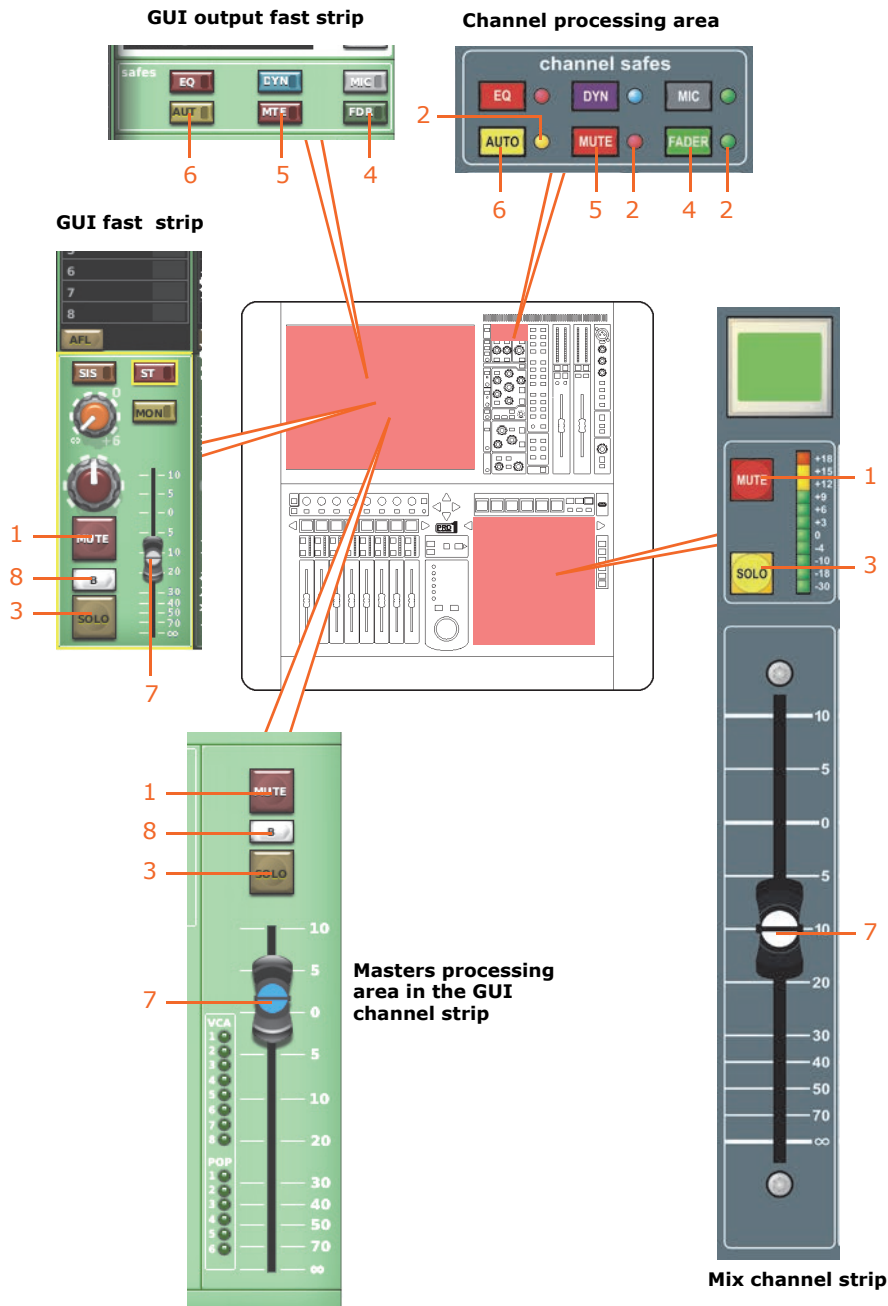 GUI output fast strip
Channel processing area
safes
EQ DYN MIC
AUT MTE FDR
6 5 4
channel safes
EQ DYN MIC
2
AUTO MUTE FADER
6 5 2 4 2
GUI fast strip
6
7
8
AFL
SIS ST
0
MON
∞ +6
10
5
0
5
10
20
30
40
50
70
∞
1 MUTE
8 B
3 SOLO
7
PRO1
MUTE 1
SOLO 3
+18
+15
+12
+9
+6
+3
0
-4
-10
-18
-30
10
5
0
5
10
20
30
40
50
70
∞
7
Mix channel strip
1 MUTE
8 B
3 SOLO
7
10
5
0
5
10
20
30
40
50
70
∞
VCA
1
2
3
4
5
6
7
8
POP
1
2
3
4
5
6
Masters processing
area in the GUI
channel strip